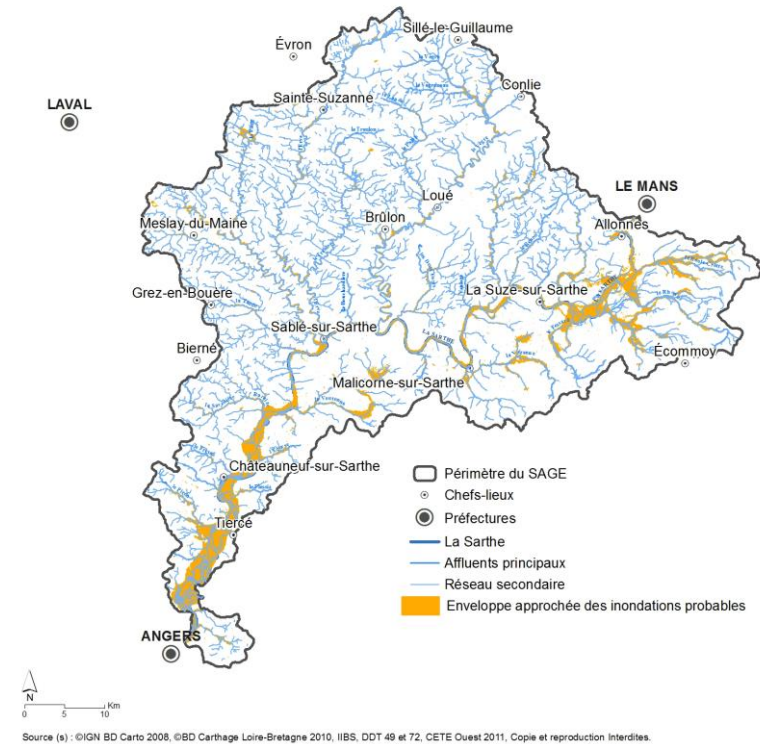 Sillé-le-Guillaume
Évron
Conlie
LAVAL
Sainte-Suzanne
LE MANS
Loué
Meslay-du-Maine
Brûlon
Allonnes
Grez-en-Bouère
La Suze-sur-Sarthe
Sablé-sur-Sarthe
La SARTHE
Bierné
Écommoy
Malicorne-sur-Sarthe
Châteauneuf-sur-Sarthe
Tiercé
ANGERS
Périmètre du SAGE
Chefs-lieux
Préfectures
La Sarthe
Affluents principaux
Réseau secondaire
Enveloppe approchée des inondations probables
N
0 5 10 Km
Source (s) : ©IGN BD Carto 2008, ©BD Carthage Loire-Bretagne 2010, IIBS, DDT 49 et 72, CETE Ouest 2011, Copie et reproduction Interdites.